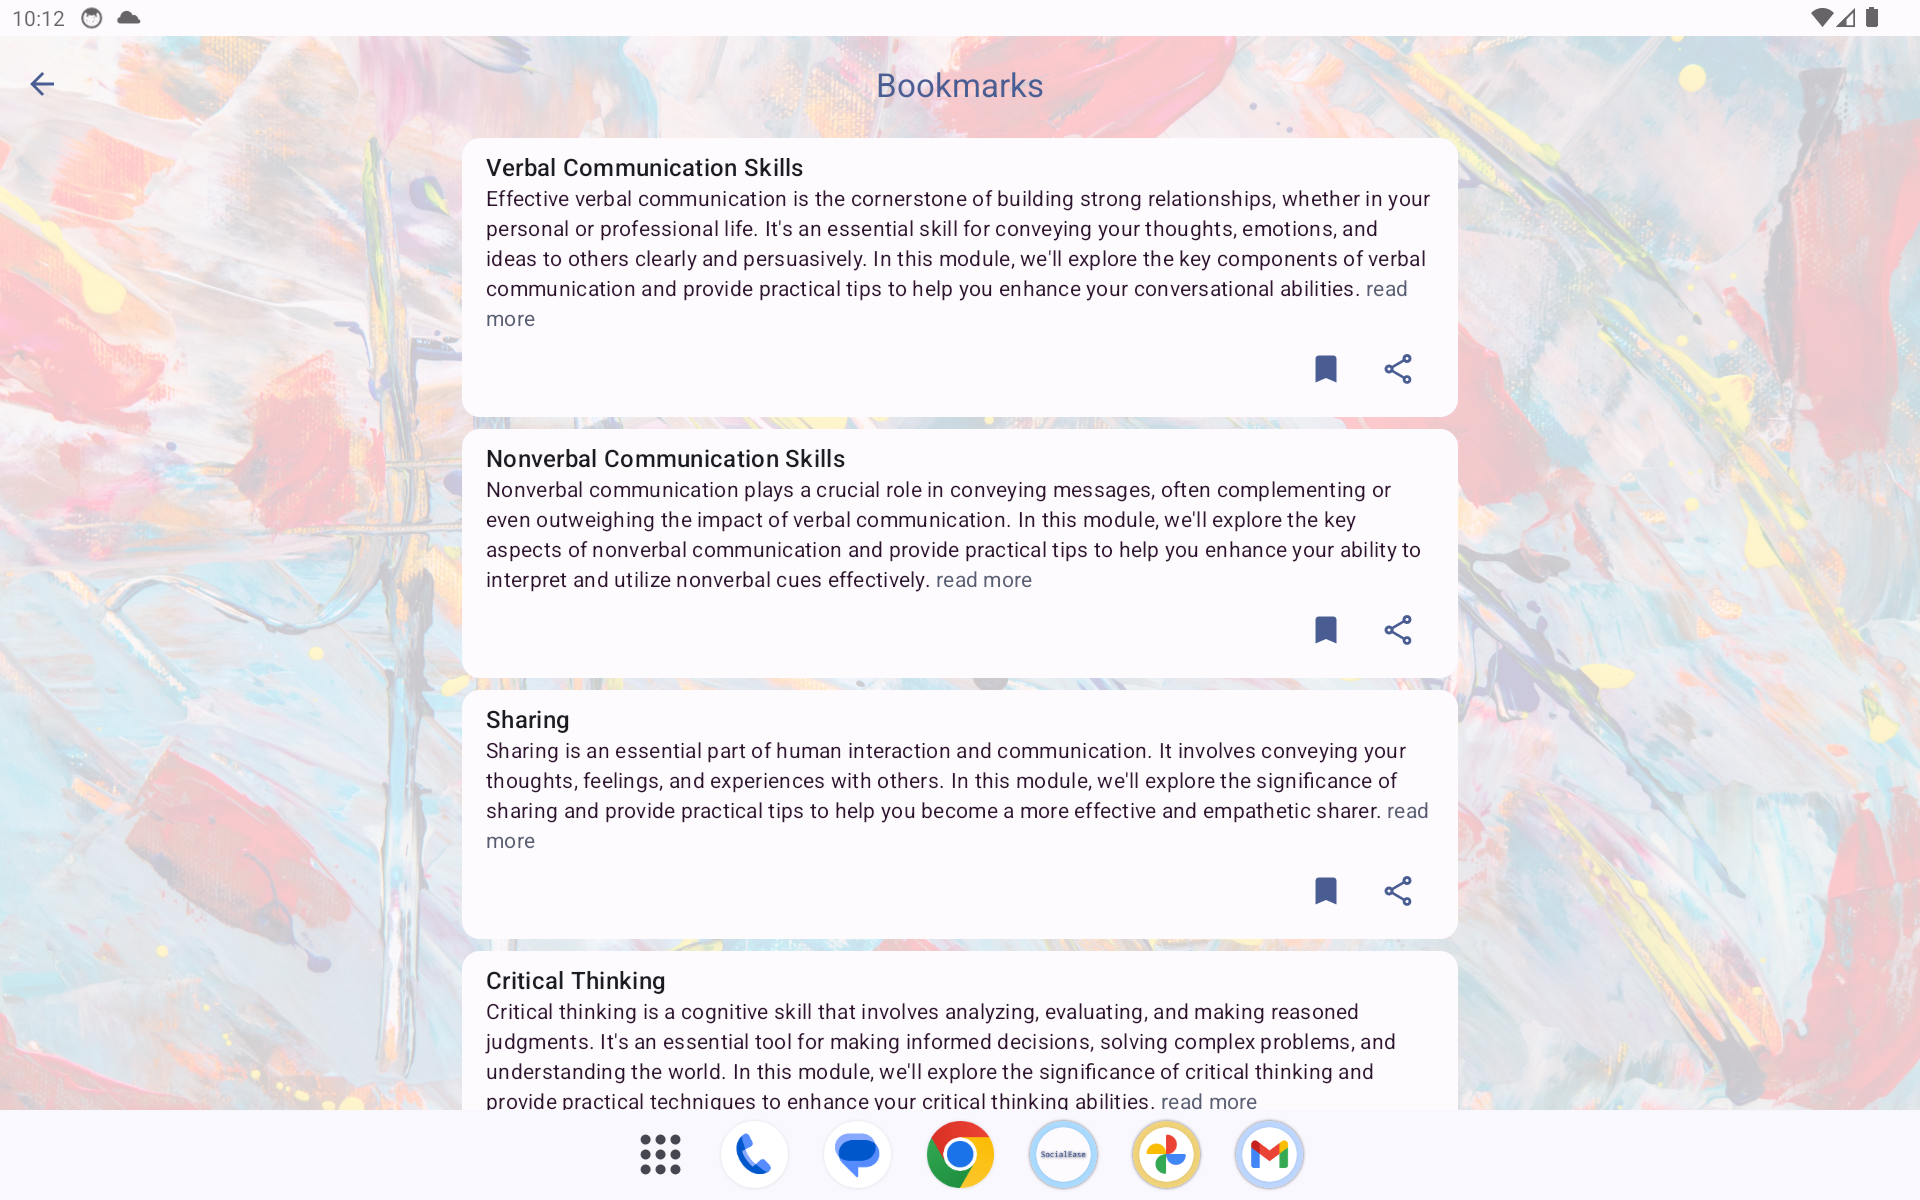 10:12
Bookmarks
Verbal Communication Skills
Effective verbal communication is the cornerstone of building strong relationships, whether in your
personal or professional life. It's an essential skill for conveying your thoughts, emotions, and
ideas to others clearly and persuasively. In this module, we'll explore the key components of verbal
communication and provide practical tips to help you enhance your conversational abilities. read
more
Nonverbal Communication Skills
Nonverbal communication plays a crucial role in conveying messages, often complementing or
even outweighing the impact of verbal communication. In this module, we'll explore the key
aspects of nonverbal communication and provide practical tips to help you enhance your ability to
interpret and utilize nonverbal cues effectively. read more
Sharing
Sharing is an essential part of human interaction and communication. It involves conveying your
thoughts, feelings, and experiences with others. In this module, we'll explore the significance of
sharing and provide practical tips to help you become a more effective and empathetic sharer. read
more
Critical Thinking
Critical thinking is a cognitive skill that involves analyzing, evaluating, and making reasoned
judgments. It's an essential tool for making informed decisions, solving complex problems, and
understanding the world. In this module, we'll explore the significance of critical thinking and
provide practical techniques to enhance your critical thinking abilities. read more
SocialEase